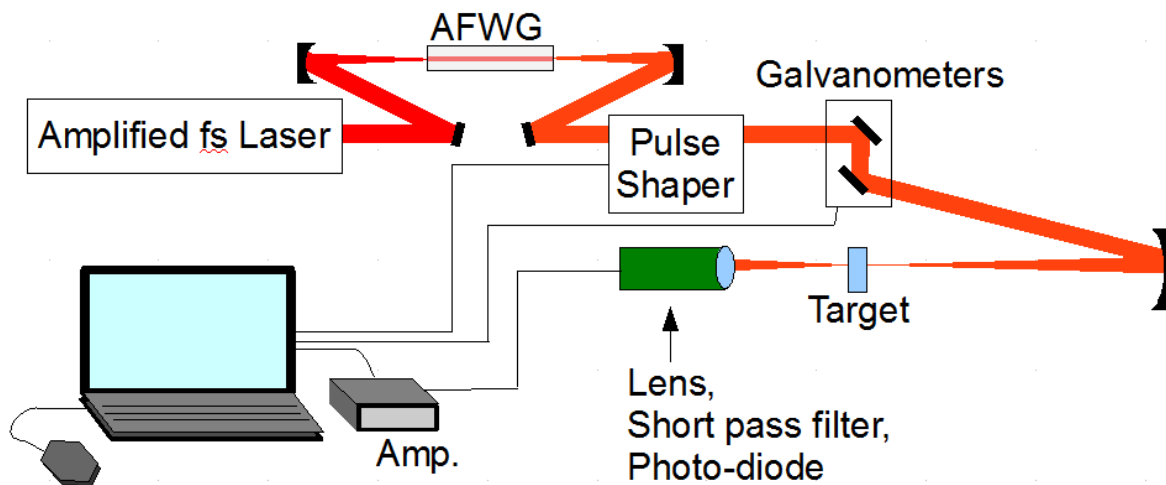 AFWG
Galvanometers
Amplified fs Laser
Pulse
Shaper
Target
Lens,
Short pass filter,
Photo-diode
Amp.